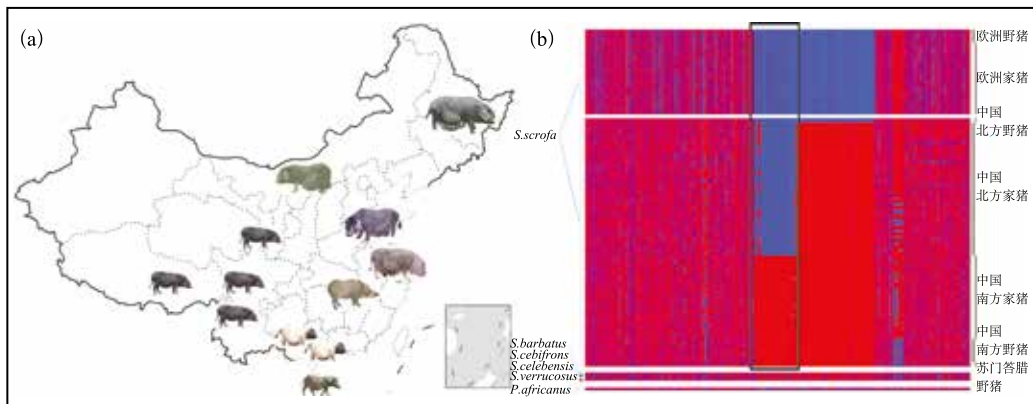 (a)
(b)
S.scrofa
S.barbatus
S.cebifrons
S.celebensis
S.verrucosus
P.africanus
欧洲野猪
欧洲家猪
中国
北方野猪
中国
北方家猪
中国
南方家猪
中国
南方野猪
苏门答腊
野猪